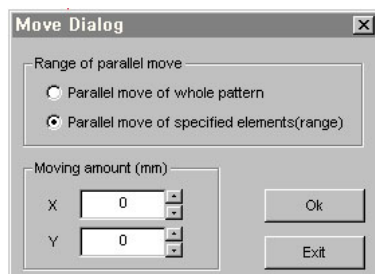 Move Dialog
Range of parallel move
Parallel move of whole pattern
Parallel move of specified elements(range)
Moving amount (mm)
X 0
Y 0
Ok
Exit